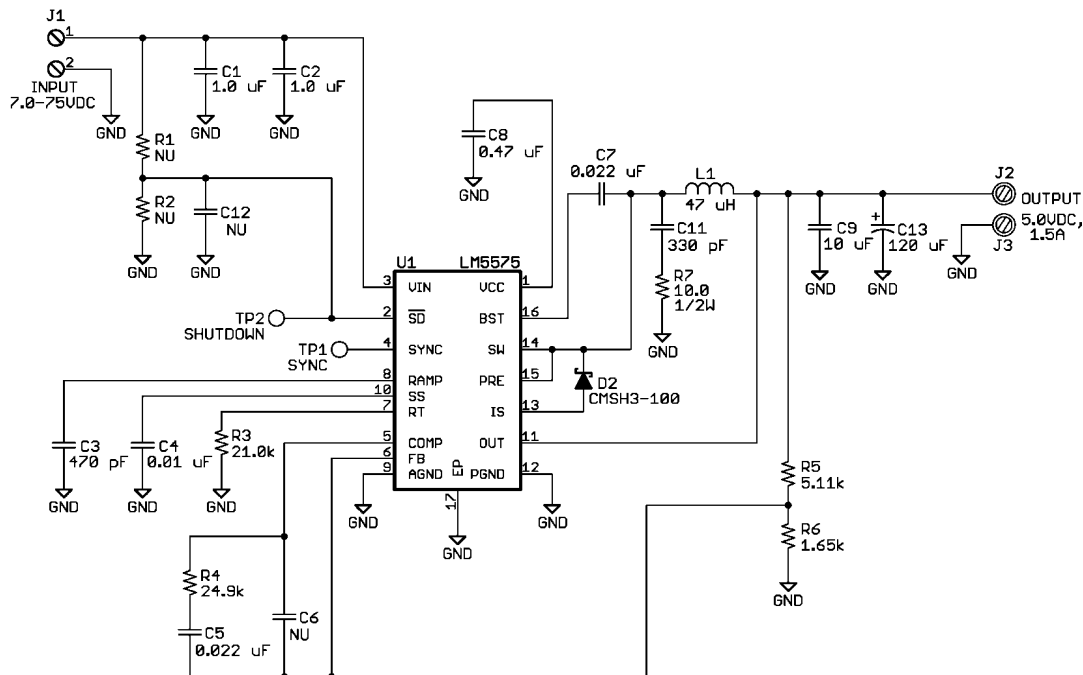 J1
1
2
INPUT
7.0-75VDC
GND
C1
1.0 uF
GND
C2
1.0 uF
GND
R1
NU
R2
NU
GND
C12
NU
GND
C8
0.47 uF
GND
C7
0.022 uF
L1
47 uH
C11
330 pF
R7
10.0
1/2W
GND
C9
10 uF
GND
+
C13
120 uF
GND
J2
OUTPUT
5.0VDC,
1.5A
J3
GND
U1
LM5575
3
VIN
VCC
1
TP2
SHUTDOWN
2
SD
BST
16
TP1
SYNC
4
SYNC
SW
14
8
RAMP
PRE
15
10
SS
7
RT
IS
13
5
COMP
OUT
11
6
FB
9
AGND
EP
PGND
12
17
GND
GND
GND
D2
CMSH3-100
C3
470 pF
GND
C4
0.01 uF
GND
R3
21.0k
GND
R5
5.11k
R6
1.65k
GND
R4
24.9k
C5
0.022 uF
C6
NU